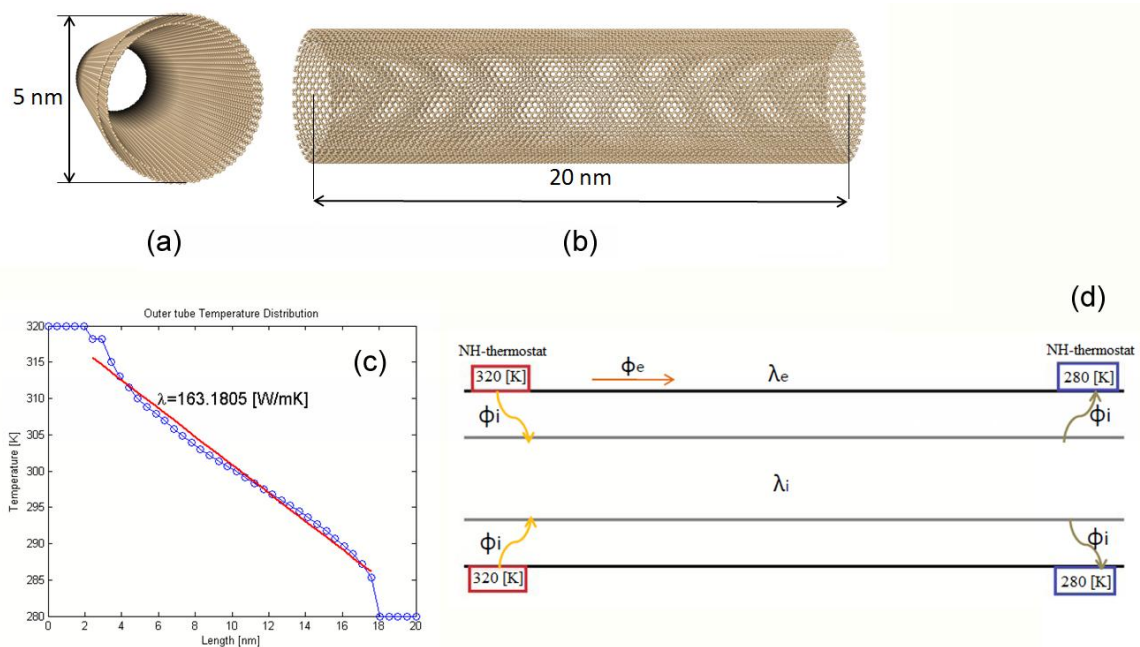 5 nm
20 nm
(a)
(b)
Outer tube Temperature Distribution
(c)
λ=163.1805 [W/mK]
Temperature [K]
320
315
310
305
300
295
290
285
280
0 2 4 6 8 10 12 14 16 18 20
Length [nm]
(d)
NH-thermostat
NH-thermostat
320 [K]
ϕe
λe
280 [K]
ϕi
ϕi
λi
ϕi
ϕi
320 [K]
280 [K]